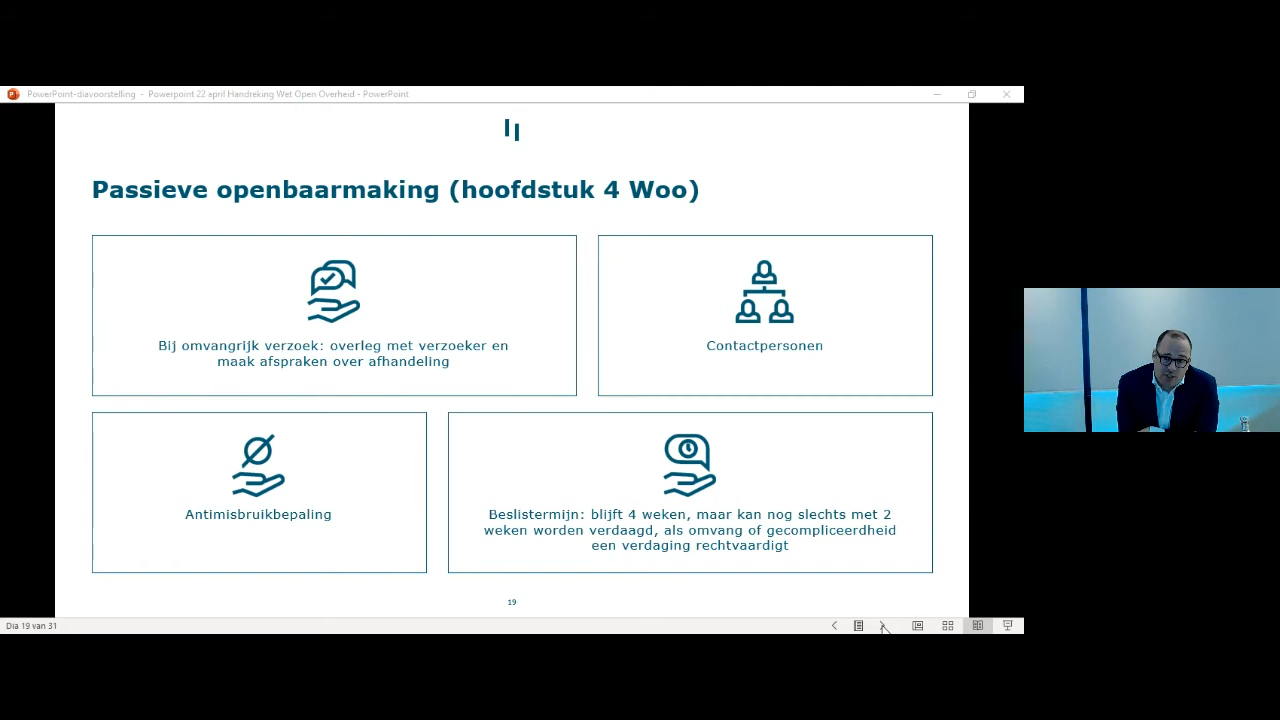 PowerPoint-diavoorstelling - Powerpoint 22 april Handreking Wet Open Overheid - PowerPoint
Passieve openbaarmaking (hoofdstuk 4 Woo)
Bij omvangrijk verzoek: overleg met verzoeker en
maak afspraken over afhandeling
Contactpersonen
Antimisbruikbepaling
Beslistermijn: blijft 4 weken, maar kan nog slechts met 2
weken worden verdaagd, als omvang of gecompliceerdheid
een verdaging rechtvaardigt
19
Dia 19 van 31